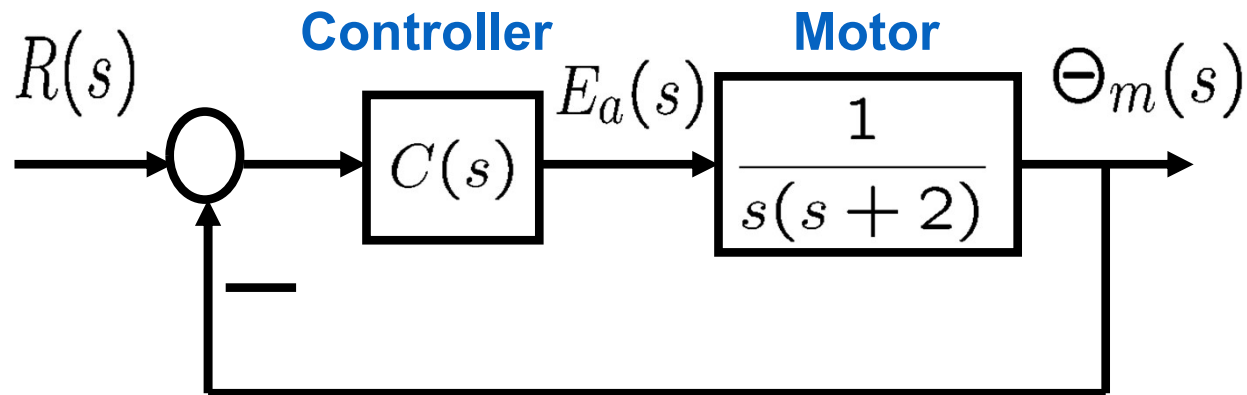 Controller
Motor
R(s)
C(s)
E_a(s)
1
s(s + 2)
Θ_m(s)
—